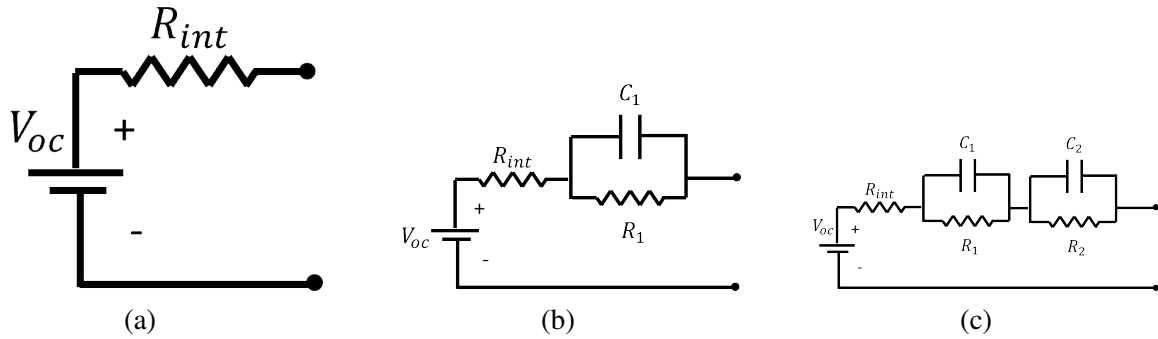 R_int
V_oc
+
-
(a)
C_1
R_int
+
V_oc
R_1
-
(b)
C_1
C_2
R_int
V_oc
+
R_1
R_2
-
(c)